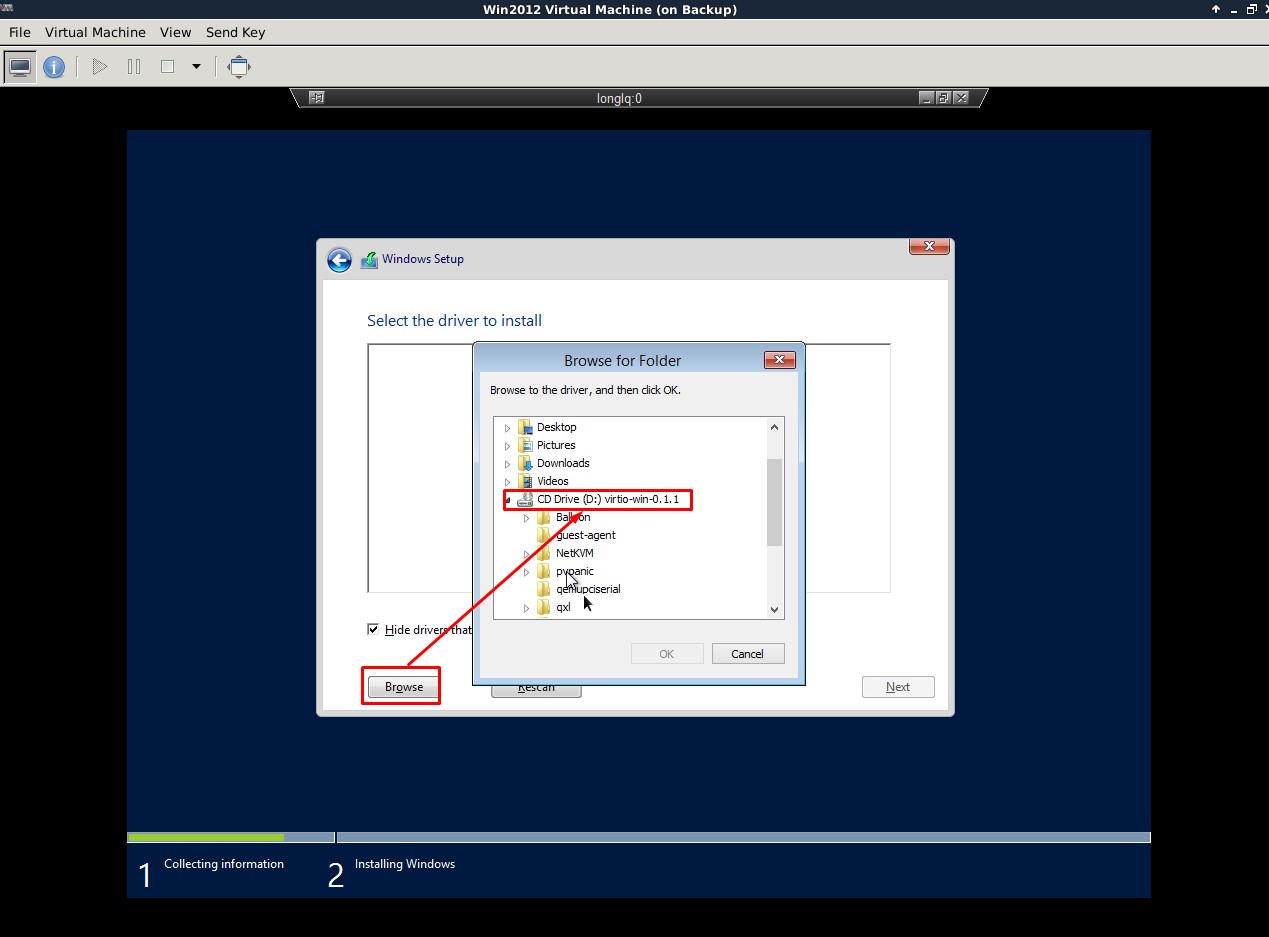 Win2012 Virtual Machine (on Backup)
File Virtual Machine View Send Key
longlq:0
Windows Setup
Select the driver to install
Browse for Folder
Browse to the driver, and then click OK.
Desktop
Pictures
Downloads
Videos
CD Drive (D:) virtio-win-0.1.1
Balloon
guest-agent
NetKVM
pvpanic
qemupciserial
qxl
Hide drivers that
OK Cancel
Browse Rescan Next
1 Collecting information 2 Installing Windows